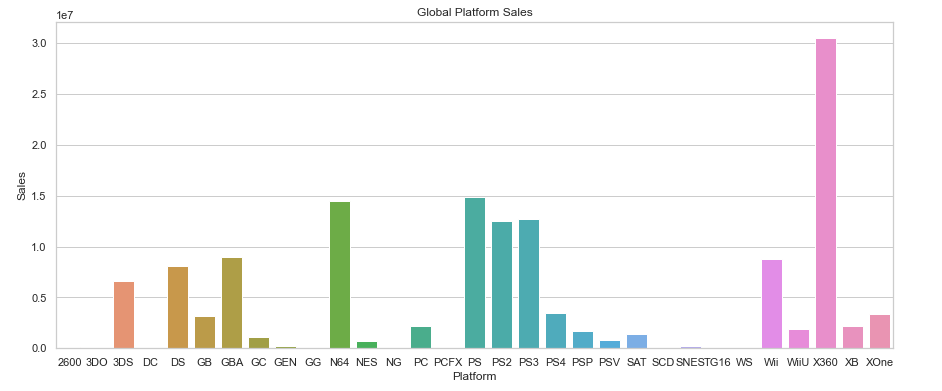 Global Platform Sales
1e7
3.0
2.5
2.0
1.5
1.0
0.5
0.0
Sales
2600 3DO 3DS DC DS GB GBA GC GEN GG N64 NES NG PC PCFX PS PS2 PS3 PS4 PSP PSV SAT SCD SNES TG16 WS Wii WiiU X360 XB XOne
Platform